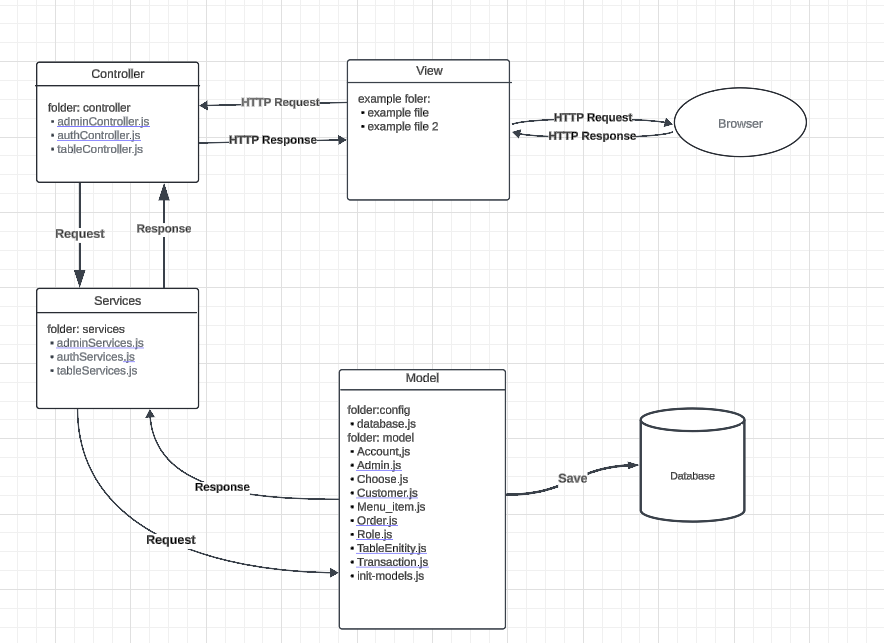 Controller
folder: controller
• adminController.js
• authController.js
• tableController.js
HTTP Request
HTTP Response
View
example foler:
• example file
• example file 2
HTTP Request
HTTP Response
Browser
Request
Response
Services
folder: services
• adminServices.js
• authServices.js
• tableServices.js
Response
Request
Model
folder:config
• database.js
folder: model
• Account.js
• Admin.js
• Choose.js
• Customer.js
• Menu_item.js
• Order.js
• Role.js
• TableEnitity.js
• Transaction.js
• init-models.js
Save
Database